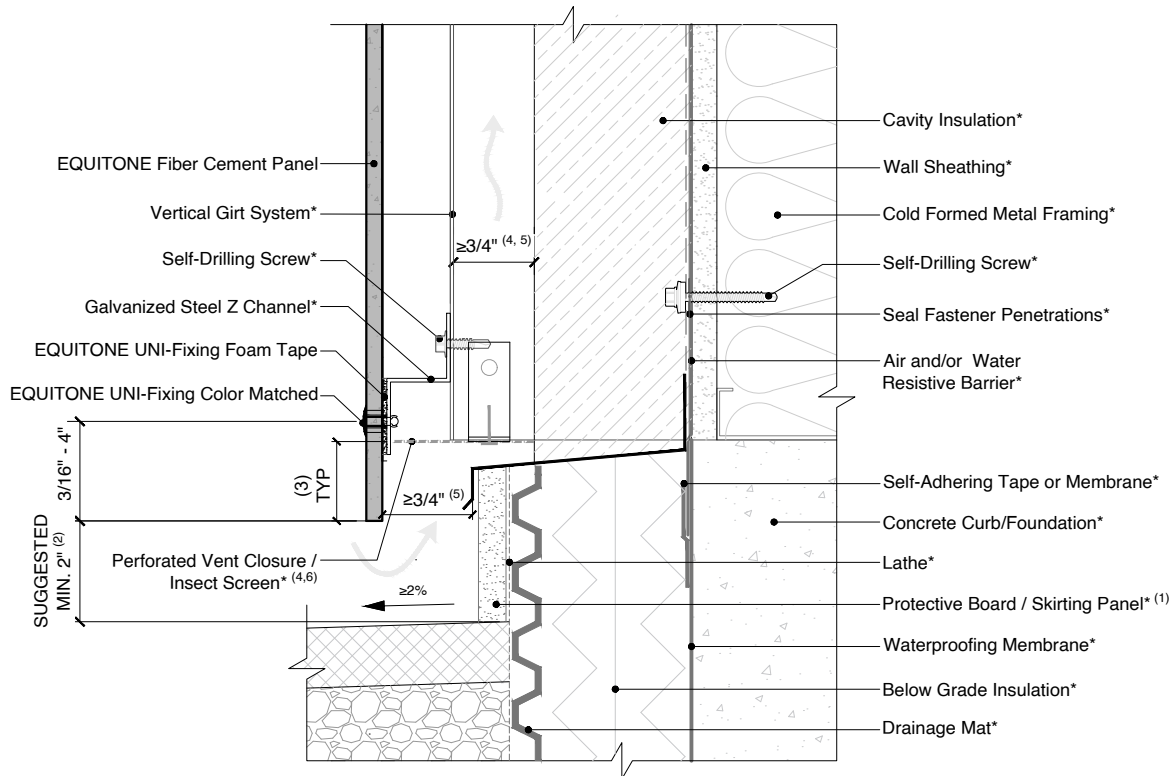 EQUITONE Fiber Cement Panel
Vertical Girt System*
≥3/4" (4, 5)
Self-Drilling Screw*
Galvanized Steel Z Channel*
EQUITONE UNI-Fixing Foam Tape
EQUITONE UNI-Fixing Color Matched
3/16" - 4"
(3)
TYP
≥3/4" (5)
SUGGESTED
MIN. 2" (2)
Perforated Vent Closure /
Insect Screen* (4,6)
≥2%
Cavity Insulation*
Wall Sheathing*
Cold Formed Metal Framing*
Self-Drilling Screw*
Seal Fastener Penetrations*
Air and/or Water
Resistive Barrier*
Self-Adhering Tape or Membrane*
Concrete Curb/Foundation*
Lathe*
Protective Board / Skirting Panel* (1)
Waterproofing Membrane*
Below Grade Insulation*
Drainage Mat*